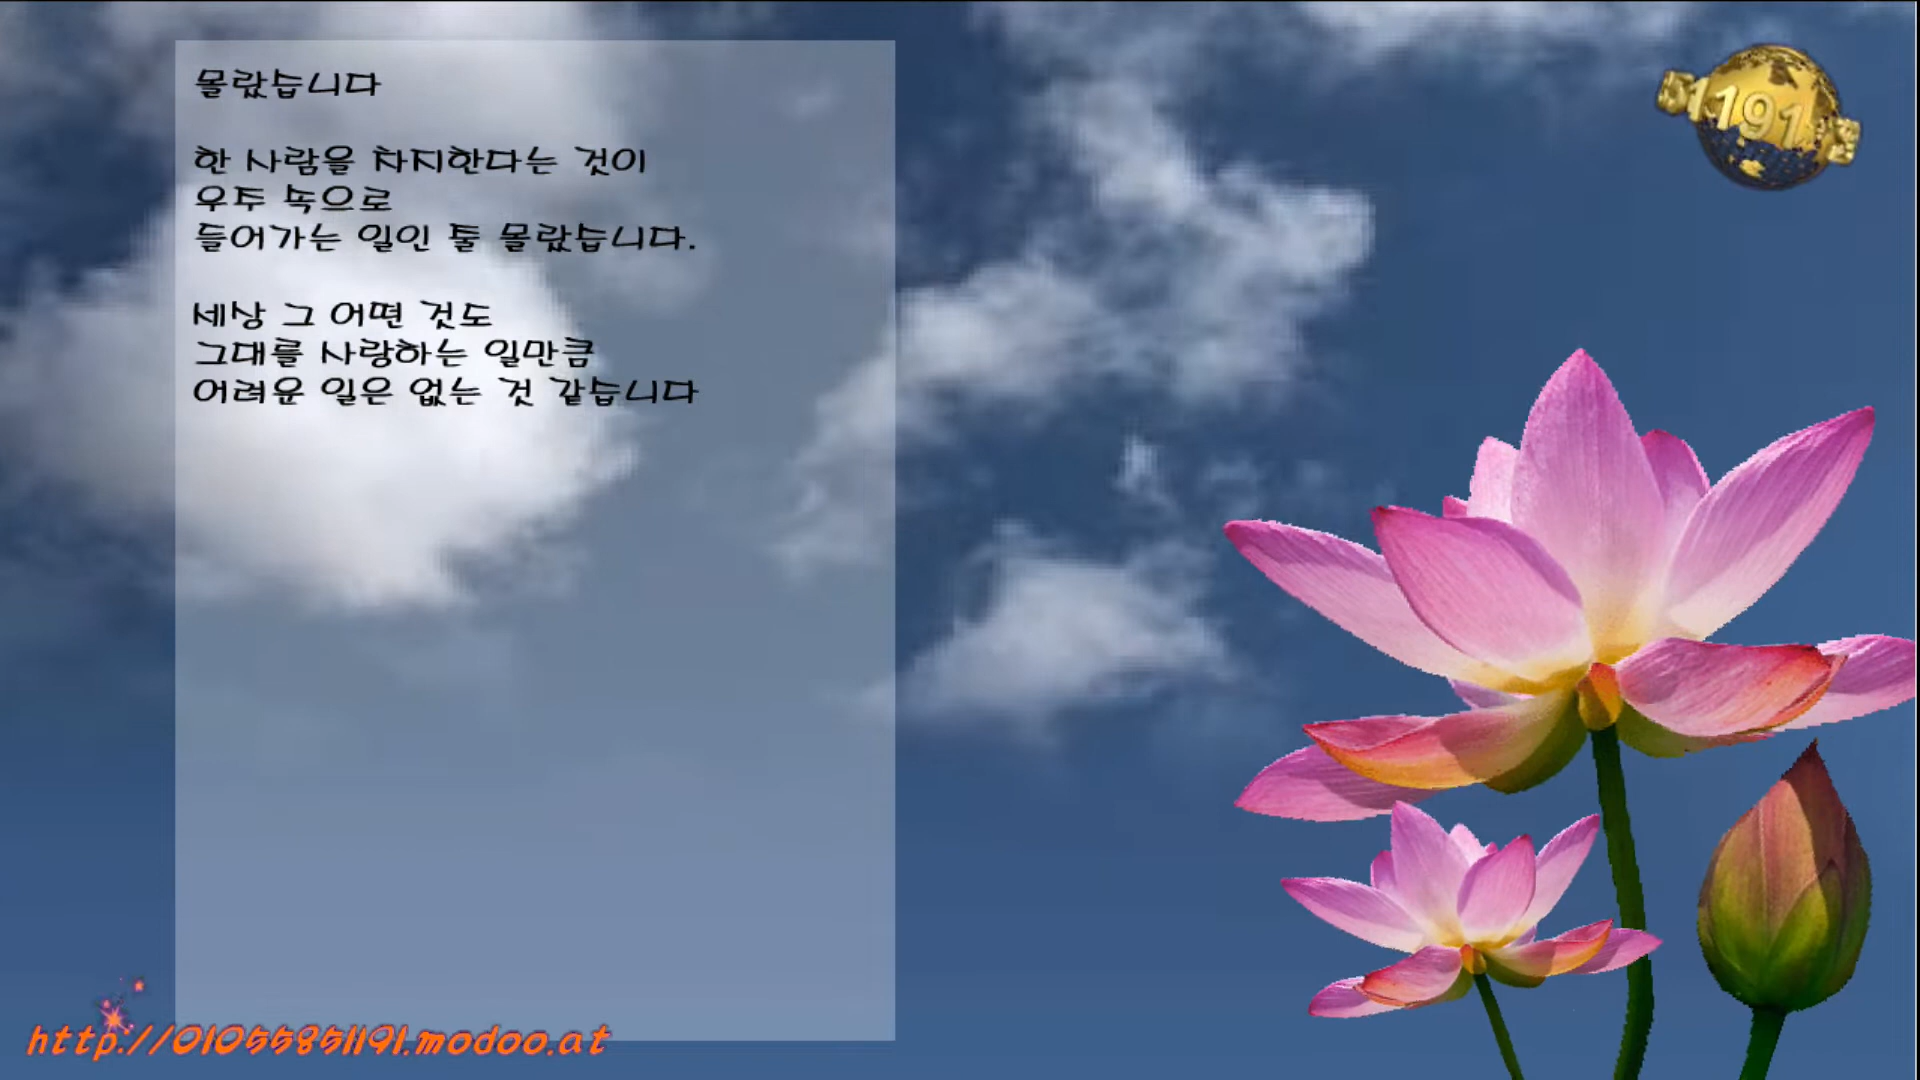 몰랐습니다
한 사람을 차지한다는 것이
우투 속으로
들어가는 일인 툴 몰랐습니다.
세상 그 어떤 것도
그대를 사랑하는 일만큼
어려운 일은 없는 것 같습니다
1191
http://01055851191.modoo.at